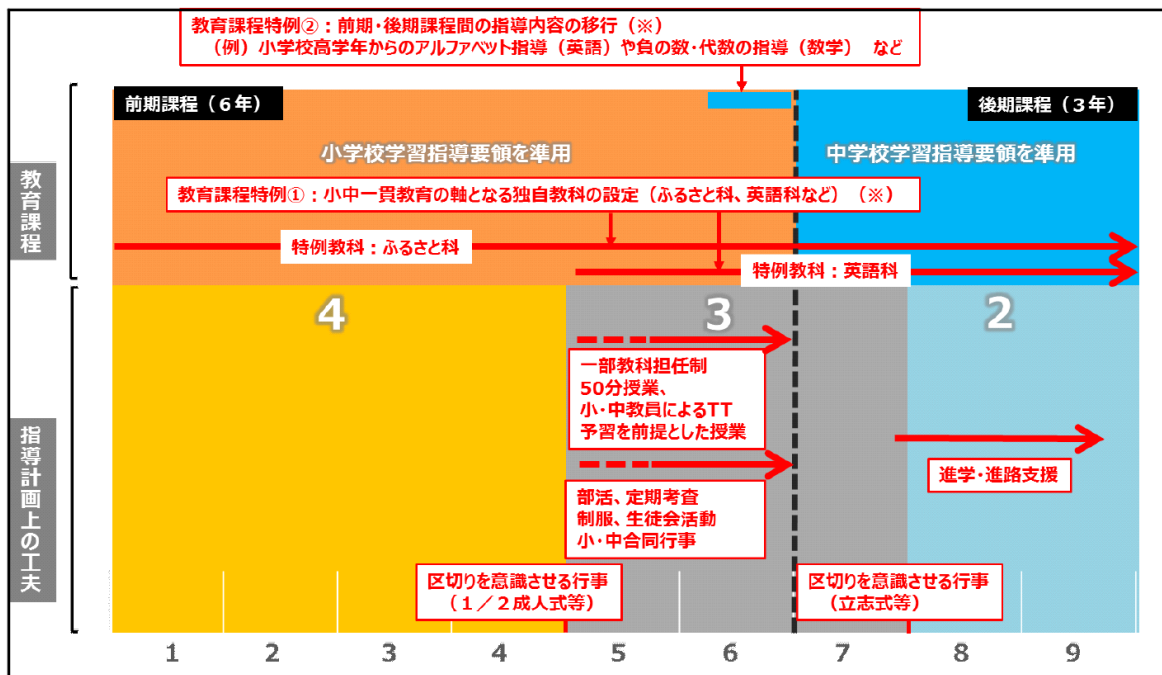 教育課程特例②：前期・後期課程間の指導内容の移行（※）
（例）小学校高学年からのアルファベット指導（英語）や負の数・代数の指導（数学） など
前期課程（6年）
後期課程（3年）
小学校学習指導要領を準用
中学校学習指導要領を準用
教育課程
教育課程特例①：小中一貫教育の軸となる独自教科の設定（ふるさと科、英語科など）（※）
特例教科：ふるさと科
特例教科：英語科
4
3
2
指導計画上の工夫
一部教科担任制
50分授業、
小・中教員によるTT
予習を前提とした授業
進学・進路支援
部活、定期考査
制服、生徒会活動
小・中合同行事
区切りを意識させる行事
（１／２成人式等）
区切りを意識させる行事
（立志式等）
1 2 3 4 5 6 7 8 9